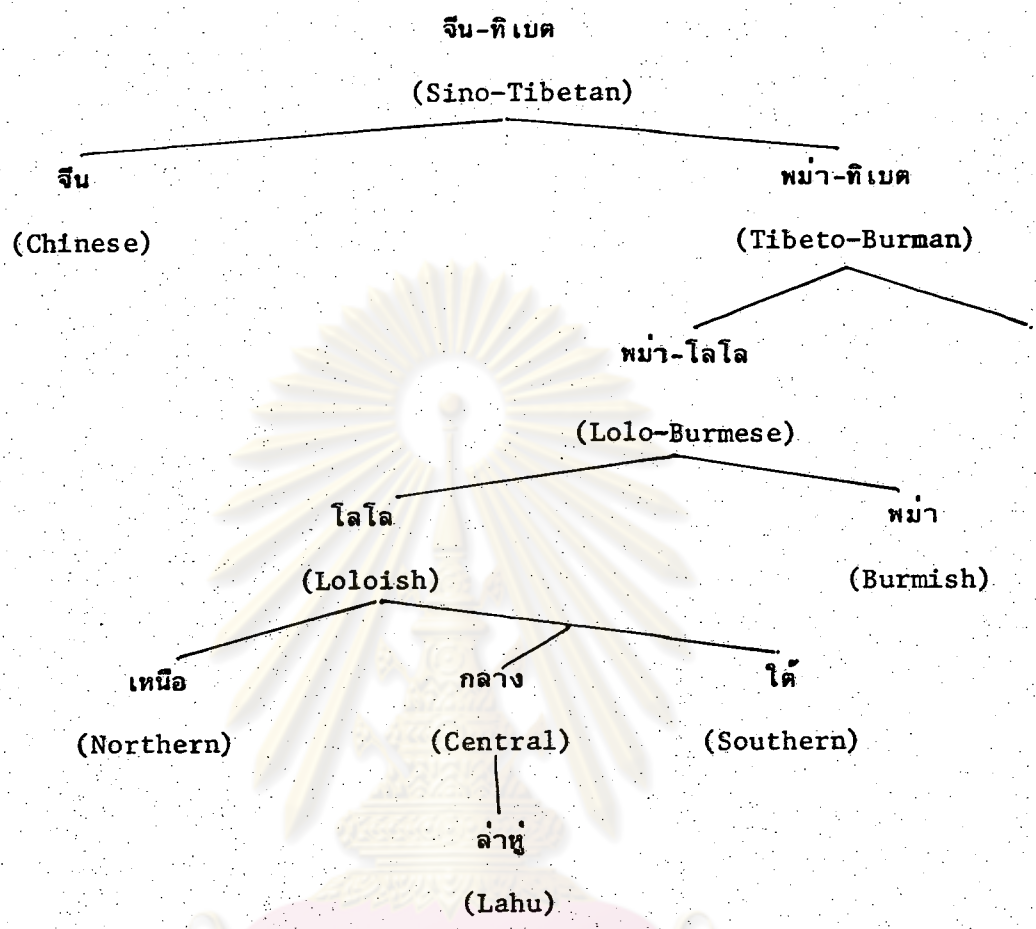 จีน-ทิเบต
(Sino-Tibetan)
จีน พม่า-ทิเบต
(Chinese) (Tibeto-Burman)
พม่า-โลโล
(Lolo-Burmese)
โลโล พม่า
(Loloish) (Burmish)
เหนือ กลาง ใต้
(Northern) (Central) (Southern)
ล่าหู่
(Lahu)